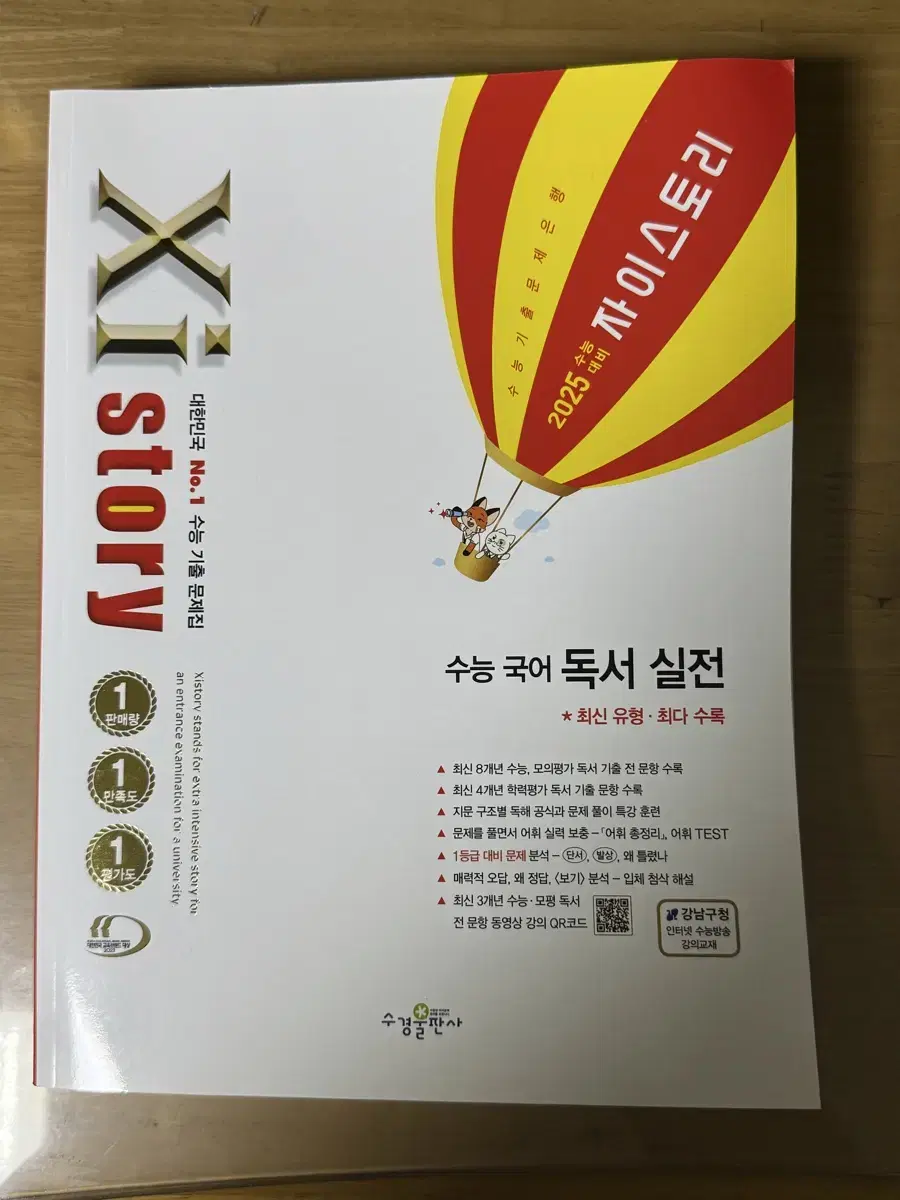 Xi story
대한민국 No.1 수능 기출 문제집
Xistory stands for extra intensive story for
an entrance examination for a university.
1 판매량
1 만족도
1 평가도
수능기출문제은행
2025 수능대비 자이스토리
수능 국어 독서 실전
* 최신 유형 · 최다 수록
▲ 최신 8개년 수능, 모의평가 독서 기출 전 문항 수록
▲ 최신 4개년 학력평가 독서 기출 문항 수록
▲ 지문 구조별 독해 공식과 문제 풀이 특강 훈련
▲ 문제를 풀면서 어휘 실력 보충 – 「어휘 총정리」, 어휘 TEST
▲ 1등급 대비 문제 분석 – 단서, 발상, 왜 틀렸나
▲ 매력적 오답, 왜 정답, 〈보기〉 분석 – 입체 첨삭 해설
▲ 최신 3개년 수능 · 모평 독서
전 문항 동영상 강의 QR코드
강남구청
인터넷 수능방송
강의교재
수경출판사